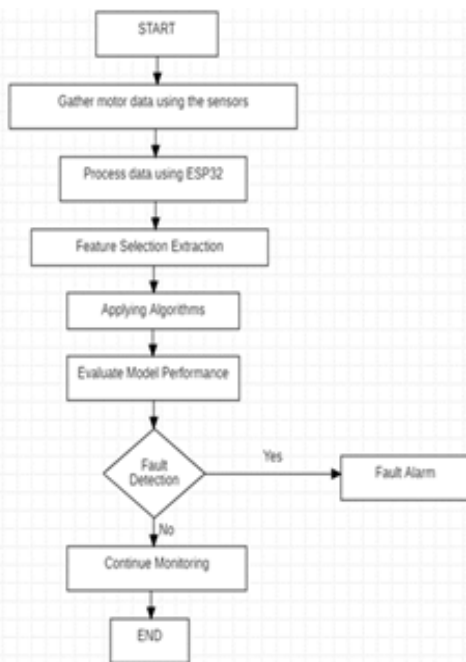 START
Gather motor data using the sensors
Process data using ESP32
Feature Selection Extraction
Applying Algorithms
Evaluate Model Performance
Fault
Detection
Yes
Fault Alarm
No
Continue Monitoring
END